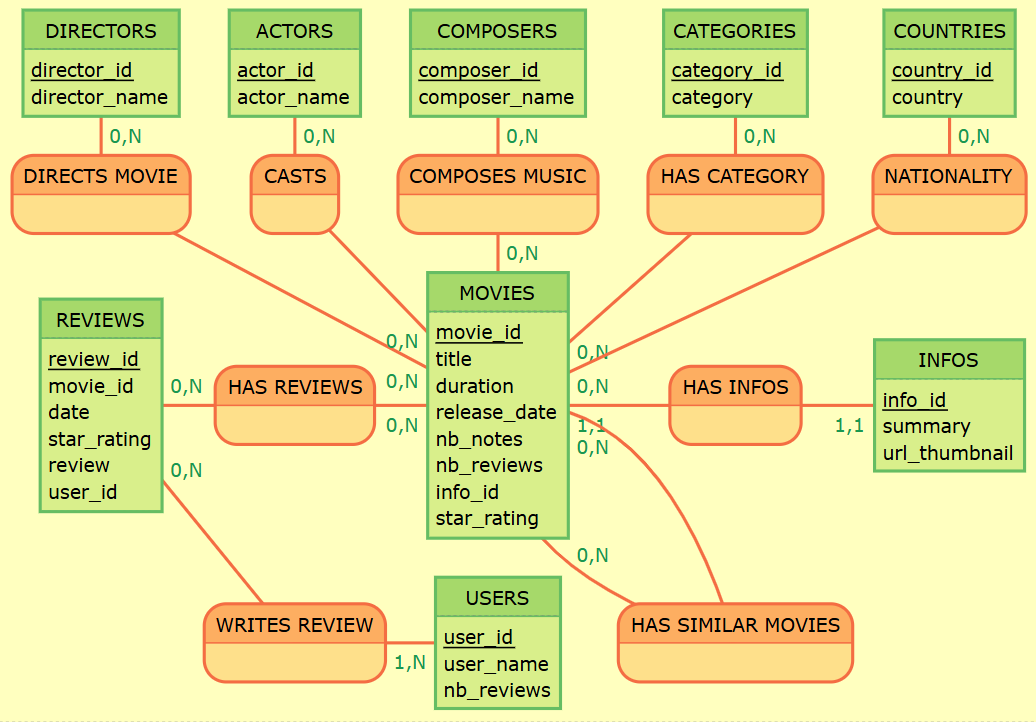 DIRECTORS
director_id
director_name
ACTORS
actor_id
actor_name
COMPOSERS
composer_id
composer_name
CATEGORIES
category_id
category
COUNTRIES
country_id
country
0,N
0,N
0,N
0,N
0,N
DIRECTS MOVIE
CASTS
COMPOSES MUSIC
HAS CATEGORY
NATIONALITY
0,N
MOVIES
movie_id
title
duration
release_date
nb_notes
nb_reviews
info_id
star_rating
REVIEWS
review_id
movie_id
date
star_rating
review
user_id
0,N
HAS REVIEWS
0,N
0,N
0,N
0,N
0,N
1,1
0,N
HAS INFOS
1,1
INFOS
info_id
summary
url_thumbnail
0,N
0,N
WRITES REVIEW
1,N
USERS
user_id
user_name
nb_reviews
HAS SIMILAR MOVIES